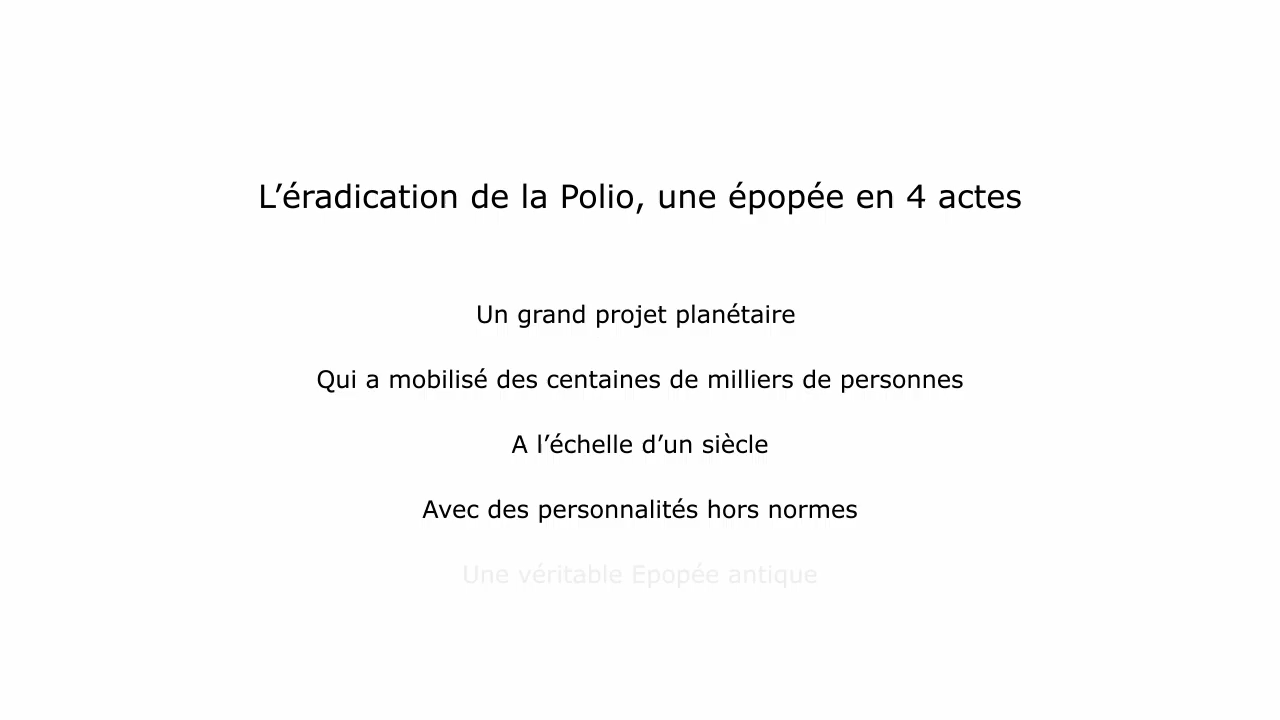 L’éradication de la Polio, une épopée en 4 actes
Un grand projet planétaire
Qui a mobilisé des centaines de milliers de personnes
A l’échelle d’un siècle
Avec des personnalités hors normes
Une véritable Epopée antique